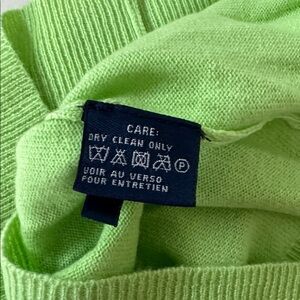 CARE:
DRY CLEAN ONLY
P
VOIR AU VERSO
POUR ENTRETIEN